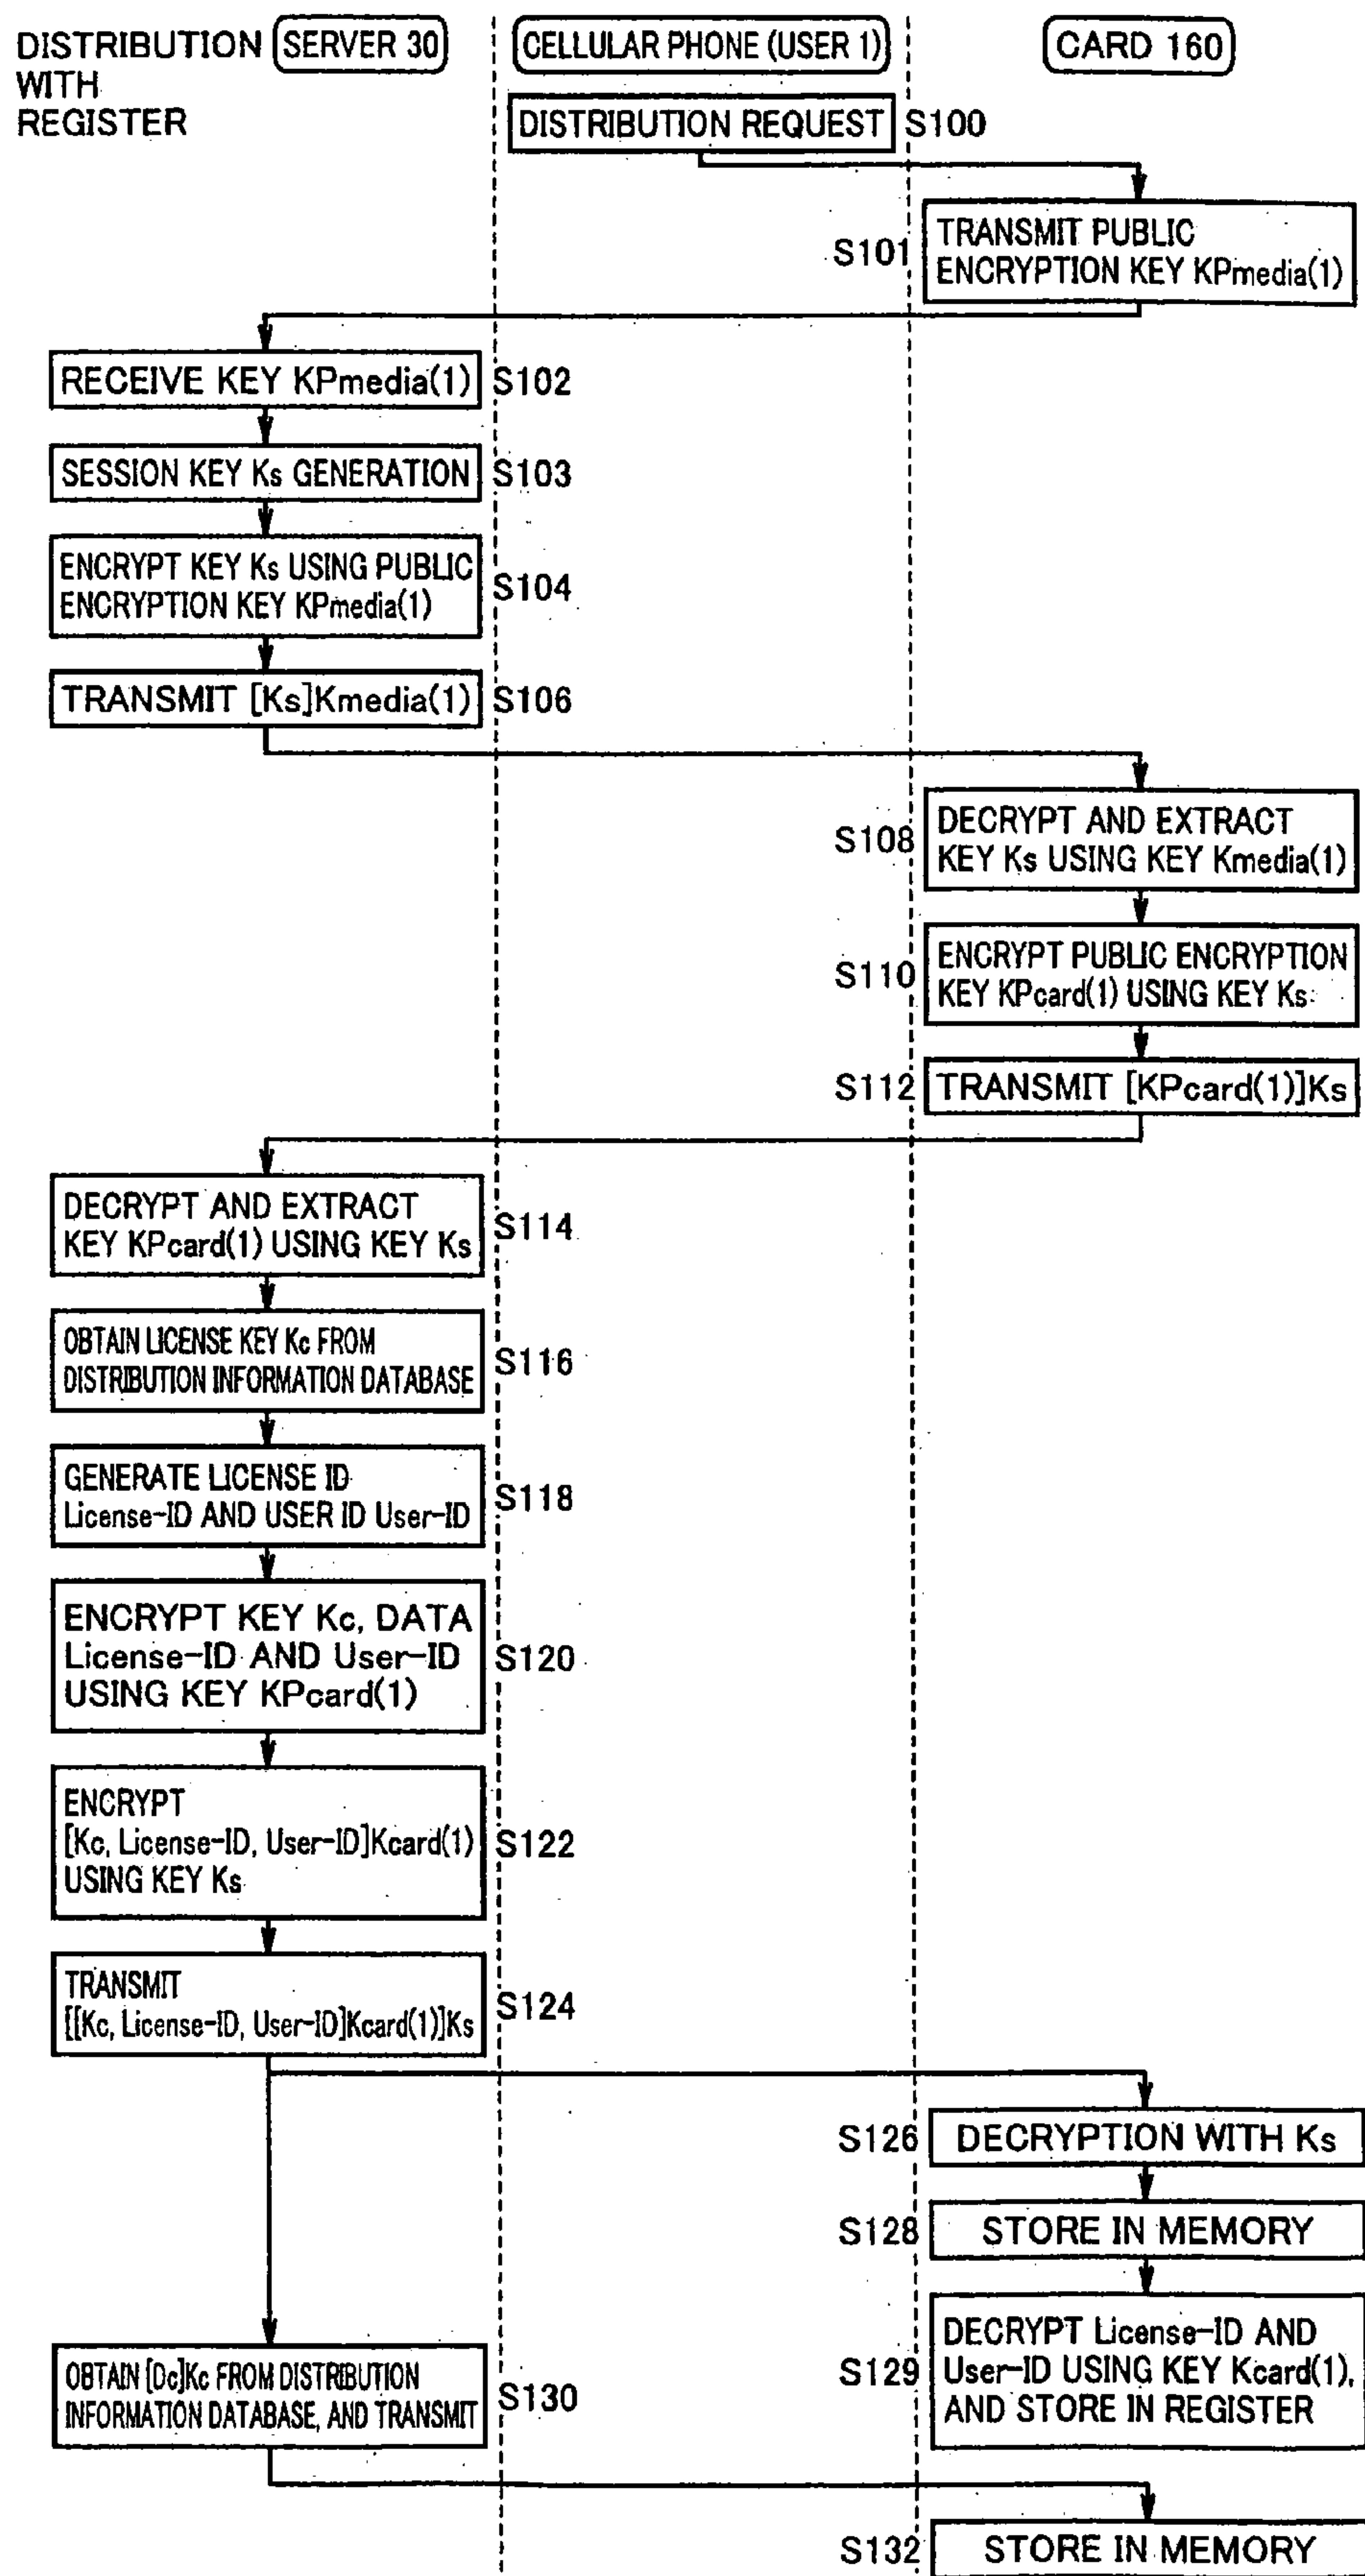 DISTRIBUTION SERVER 30 CELLULAR PHONE (USER 1) CARD 160
WITH
REGISTER
DISTRIBUTION REQUEST S100
S101 TRANSMIT PUBLIC
ENCRYPTION KEY KPmedia(1)
RECEIVE KEY KPmedia(1) S102
SESSION KEY Ks GENERATION S103
ENCRYPT KEY Ks USING PUBLIC
ENCRYPTION KEY KPmedia(1)
S104
TRANSMIT [Ks]Kmedia(1) S106
S108 DECRYPT AND EXTRACT
KEY Ks USING KEY Kmedia(1)
S110 ENCRYPT PUBLIC ENCRYPTION
KEY KPcard(1) USING KEY Ks
S112 TRANSMIT [KPcard(1)]Ks
DECRYPT AND EXTRACT
KEY KPcard(1) USING KEY Ks
S114
OBTAIN LICENSE KEY Kc FROM
DISTRIBUTION INFORMATION DATABASE
S116
GENERATE LICENSE ID
License-ID AND USER ID User-ID
S118
ENCRYPT KEY Kc, DATA
License-ID AND User-ID
USING KEY KPcard(1)
S120
ENCRYPT
[Kc, License-ID, User-ID]Kcard(1)
USING KEY Ks
S122
TRANSMIT
[[Kc, License-ID, User-ID]Kcard(1)]Ks
S124
S126 DECRYPTION WITH Ks
S128 STORE IN MEMORY
S129 DECRYPT License-ID AND
User-ID USING KEY Kcard(1),
AND STORE IN REGISTER
OBTAIN [Dc]Kc FROM DISTRIBUTION
INFORMATION DATABASE, AND TRANSMIT
S130
S132 STORE IN MEMORY